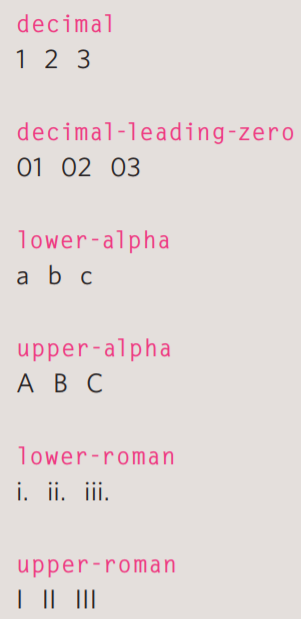 decimal
1 2 3
decimal-leading-zero
01 02 03
lower-alpha
a b c
upper-alpha
A B C
lower-roman
i. ii. iii.
upper-roman
I II III